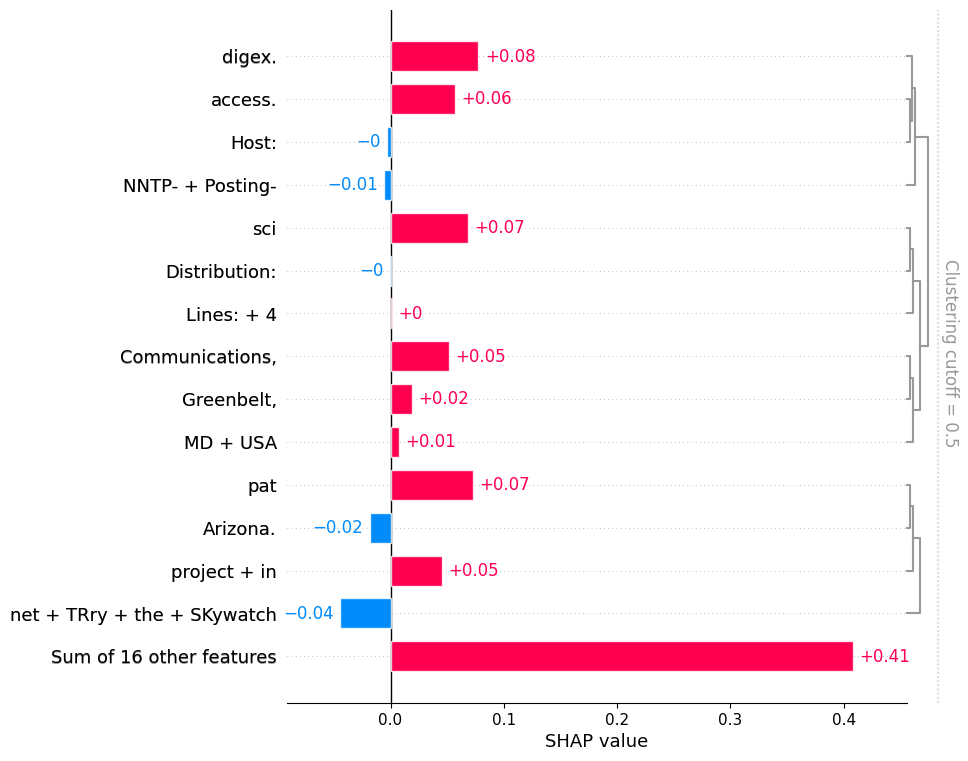 digex. +0.08
access. +0.06
Host: −0
NNTP- + Posting- −0.01
sci +0.07
Distribution: −0
Lines: + 4 +0
Communications, +0.05
Greenbelt, +0.02
MD + USA +0.01
pat +0.07
Arizona. −0.02
project + in +0.05
net + TRry + the + SKywatch −0.04
Sum of 16 other features +0.41
0.0 0.1 0.2 0.3 0.4
SHAP value
Clustering cutoff = 0.5